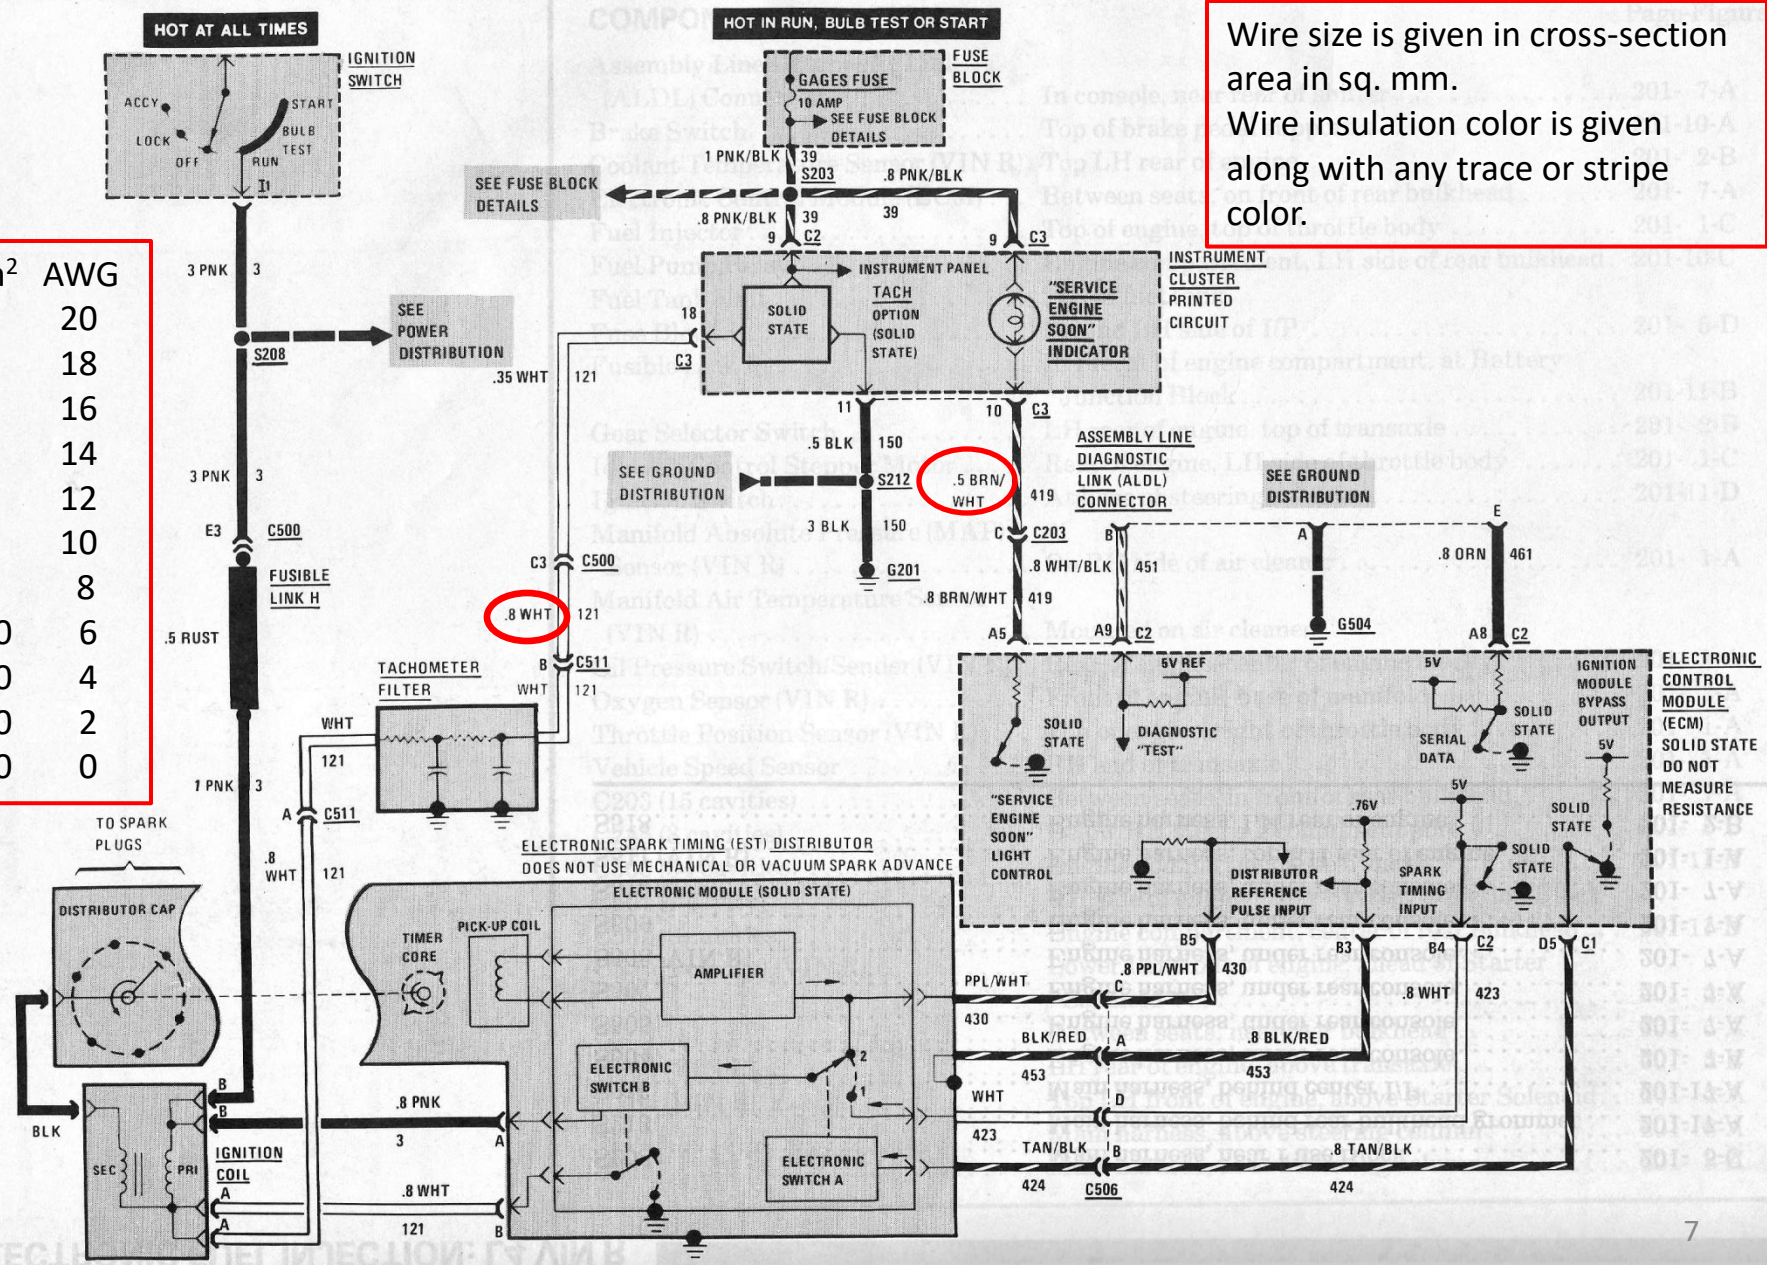 HOT AT ALL TIMES
IGNITION
SWITCH
ACCY
LOCK
OFF
RUN
START
BULB
TEST
I1
HOT IN RUN, BULB TEST OR START
GAGES FUSE
10 AMP
SEE FUSE BLOCK
DETAILS
FUSE
BLOCK
Wire size is given in cross-section
area in sq. mm.
Wire insulation color is given
along with any trace or stripe
color.
AWG
20
18
16
14
12
10
8
6
4
2
0
1 PNK/BLK 39
S203
.8 PNK/BLK
39
SEE FUSE BLOCK
DETAILS
.8 PNK/BLK 39
9 C2
9 C3
3 PNK 3
SEE
POWER
DISTRIBUTION
S208
INSTRUMENT PANEL
SOLID
STATE
TACH
OPTION
(SOLID
STATE)
"SERVICE
ENGINE
SOON"
INDICATOR
INSTRUMENT
CLUSTER
PRINTED
CIRCUIT
18
C3
.35 WHT 121
11
10 C3
.5 BLK 150
SEE GROUND
DISTRIBUTION
S212
3 BLK 150
G201
.5 BRN/
WHT
419
C C203
.8 BRN/WHT 419
A5
ASSEMBLY LINE
DIAGNOSTIC
LINK (ALDL)
CONNECTOR
B
.8 WHT/BLK 451
A9 C2
SEE GROUND
DISTRIBUTION
A
G504
E
.8 ORN 461
A8 C2
3 PNK 3
E3 C500
FUSIBLE
LINK H
.5 RUST
1 PNK 3
C3 C500
.8 WHT 121
B C511
WHT 121
TACHOMETER
FILTER
WHT
121
A C511
.8
WHT 121
5V REF
SOLID
STATE
DIAGNOSTIC
"TEST"
5V
SERIAL
DATA
SOLID
STATE
IGNITION
MODULE
BYPASS
OUTPUT
5V
ELECTRONIC
CONTROL
MODULE
(ECM)
SOLID STATE
DO NOT
MEASURE
RESISTANCE
"SERVICE
ENGINE
SOON"
LIGHT
CONTROL
.76V
5V
SOLID
STATE
SOLID
STATE
DISTRIBUTOR
REFERENCE
PULSE INPUT
SPARK
TIMING
INPUT
B5
B3
B4 C2
D5 C1
TO SPARK
PLUGS
DISTRIBUTOR CAP
ELECTRONIC SPARK TIMING (EST) DISTRIBUTOR
DOES NOT USE MECHANICAL OR VACUUM SPARK ADVANCE
ELECTRONIC MODULE (SOLID STATE)
TIMER
CORE
PICK-UP COIL
AMPLIFIER
ELECTRONIC
SWITCH B
2
1
ELECTRONIC
SWITCH A
PPL/WHT
430
C
.8 PPL/WHT 430
BLK/RED
453
A
.8 BLK/RED
453
.8 WHT 423
WHT
423
D
TAN/BLK
424
B
C506
.8 TAN/BLK
424
BLK
B
B
SEC
PRI
IGNITION
COIL
A
A
.8 PNK
3
A
.8 WHT
121
B
7